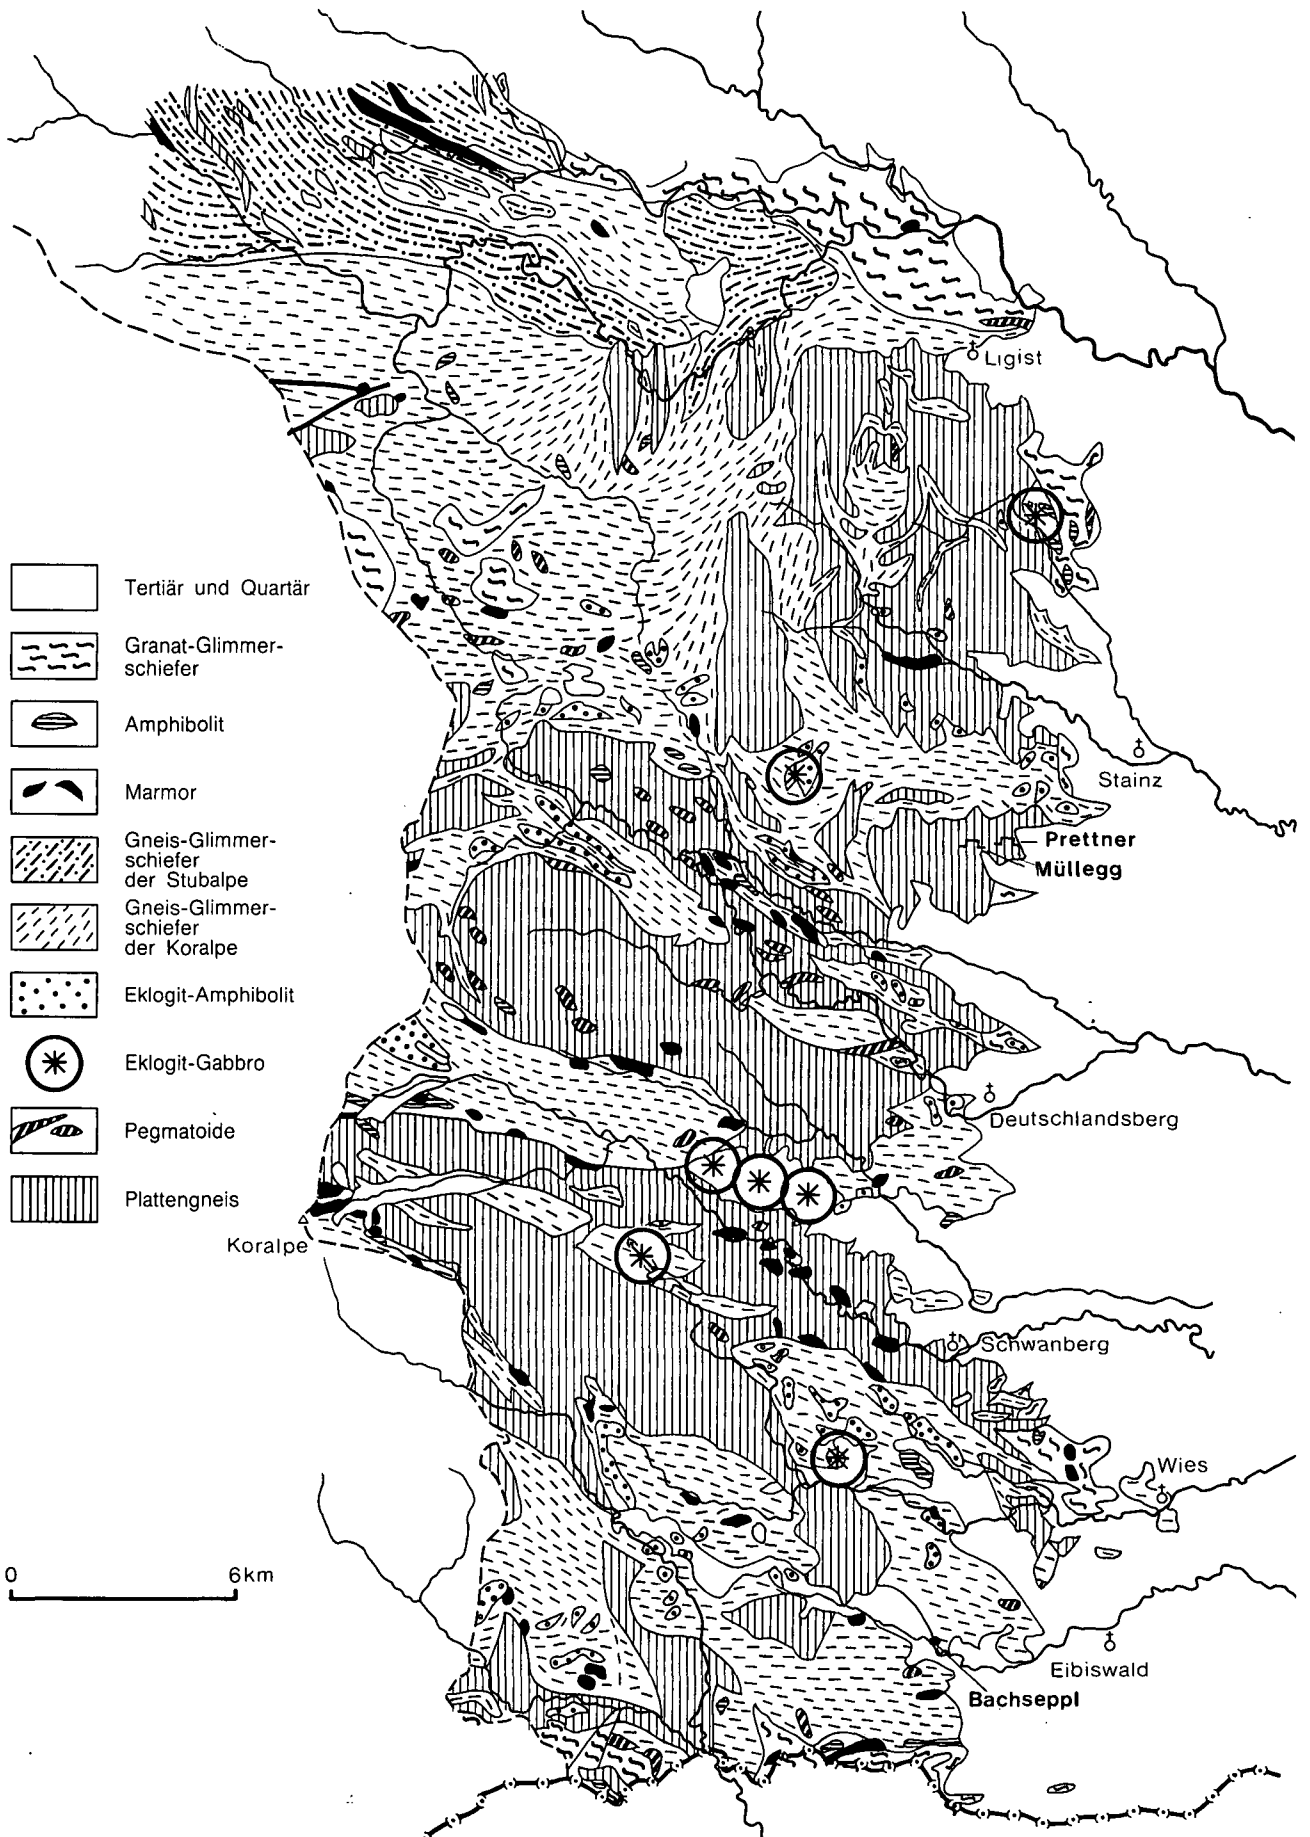 Ligist
Tertiär und Quartär
Granat-Glimmer-
schiefer
Amphibolit
Marmor
Gneis-Glimmer-
schiefer
der Stubalpe
Gneis-Glimmer-
schiefer
der Koralpe
Eklogit-Amphibolit
Eklogit-Gabbro
Pegmatoide
Plattengneis
Stainz
Prettner
Müllegg
Deutschlandsberg
Koralpe
Schwanberg
Wies
0 6km
Eibiswald
Bachseppl